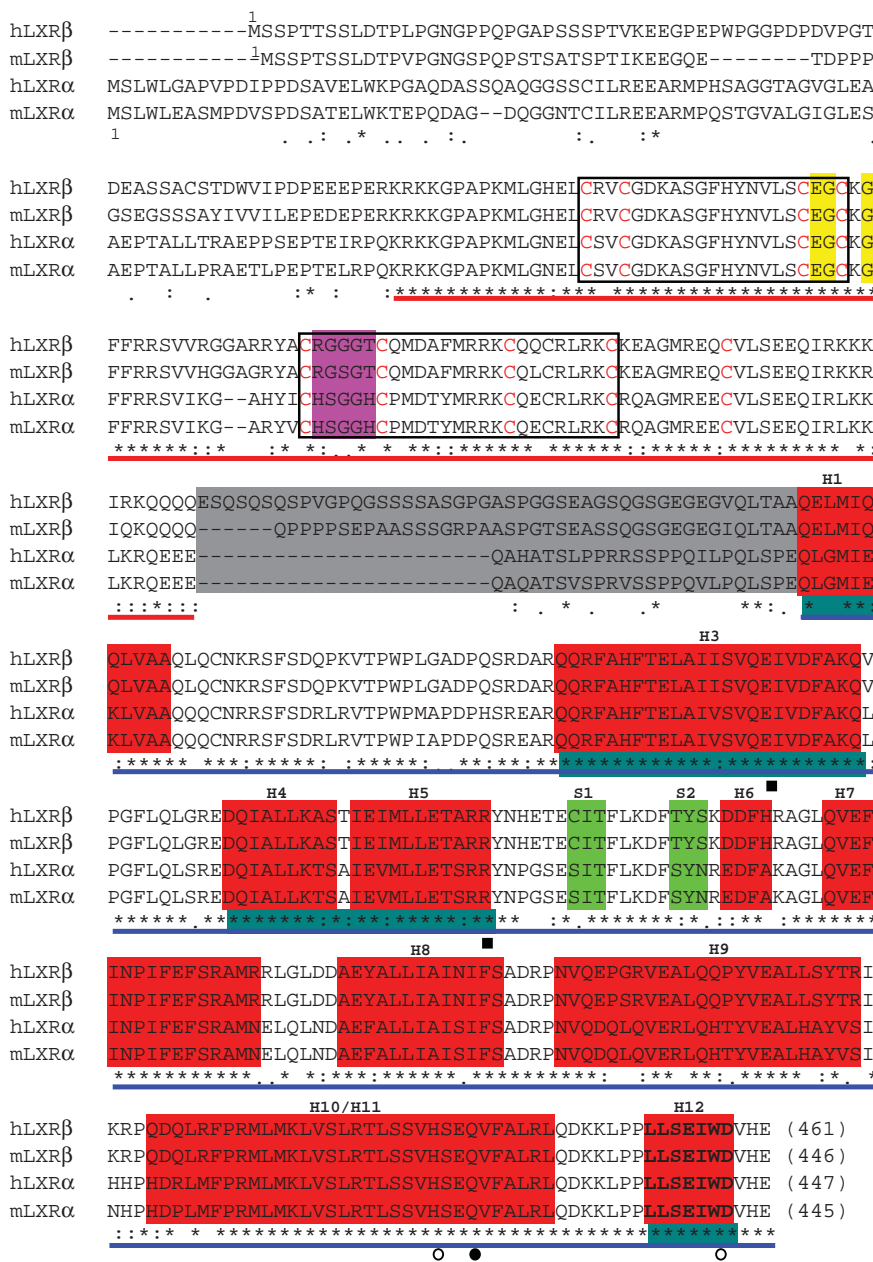 1
hLXRβ -----------MSSPTTSSLDTPLPGNGPPQPGAPSSSPTVKEEGPEPWPGGPDPDVPGT
1
mLXRβ -----------MSSPTSSLDTPVPGNGSPQPSTSATSPTIKEEGQE--------TDPPP
hLXRα MSLWLGAPVPDIPPDSAVELWKPGAQDASSQAQGGSSCILREEARMPHSAGGTAGVGLEA
mLXRα MSLWLEASMPDVSPDSATELWKTEPQDAG--DQGGNTCILREEARMPQSTGVALGIGLES
1 . .: .* . :. : :* .
hLXRβ DEASSACSTDWVIPDPEEEPERKRKKGPAPKMLGHELCRVCGDKASGFHYNVLSCEGCKG
mLXRβ GSEGSSSAYIVVILEPEDEPERKRKKGPAPKMLGHELCRVCGDKASGFHYNVLSCEGCKG
hLXRα AEPTALLTRAEPPSEPTEIRPQKRKKGPAPKMLGNELCSVCGDKASGFHYNVLSCEGCKG
mLXRα AEPTALLPRAETLPEPTELRPQKRKKGPAPKMLGNELCSVCGDKASGFHYNVLSCEGCKG
. : . :* : :************:*** *********************
hLXRβ FFRRSVVRGGARRYACRGGGTCQMDAFMRRKCQQCRLRKCKEAGMREQCVLSEEQIRKKK
mLXRβ FFRRSVVHGGAGRYACRGSGTCQMDAFMRRKCQLCRLRKCKEAGMREQCVLSEEQIRKKR
hLXRα FFRRSVIKG--AHYICHSGGHCPMDTYMRRKCQECRLRKCRQAGMREECVLSEEQIRLKK
mLXRα FFRRSVIKG--ARYVCHSGGHCPMDTYMRRKCQECRLRKCRQAGMREECVLSEEQIRLKK
******::* :* *:..* * **::****** ******::*****:********* *:
H1
hLXRβ IRKQQQQESQSQSQSPVGPQGSSSSASGPGASPGGSEAGSQGSGEGEGVQLTAAQELMIQ
mLXRβ IQKQQQQ------QPPPPSEPAASSSGRPAASPGTSEASSQGSGEGEGIQLTAAQELMIQ
hLXRα LKRQEEE-----------------------QAHATSLPPRRSSPPQILPQLSPEQLGMIE
mLXRα LKRQEEE-----------------------QAQATSVSPRVSSPPQVLPQLSPEQLGMIE
:::*::: : . * .* **:. * **:
H3
hLXRβ QLVAAQLQCNKRSFSDQPKVTPWPLGADPQSRDARQQRFAHFTELAIISVQEIVDFAKQV
mLXRβ QLVAAQLQCNKRSFSDQPKVTPWPLGADPQSRDARQQRFAHFTELAIISVQEIVDFAKQV
hLXRα KLVAAQQQCNRRSFSDRLRVTPWPMAPDPHSREARQQRFAHFTELAIVSVQEIVDFAKQL
mLXRα KLVAAQQQCNRRSFSDRLRVTPWPIAPDPQSREARQQRFAHFTELAIVSVQEIVDFAKQL
:***** ***:*****: :*****:..**:**:**************:***********:
H4 H5 S1 S2 H6 H7
hLXRβ PGFLQLGREDQIALLKASTIEIMLLETARRYNHETECITFLKDFTYSKDDFHRAGLQVEF
mLXRβ PGFLQLGREDQIALLKASTIEIMLLETARRYNHETECITFLKDFTYSKDDFHRAGLQVEF
hLXRα PGFLQLSREDQIALLKTSAIEVMLLETSRRYNPGSESITFLKDFSYNREDFAKAGLQVEF
mLXRα PGFLQLSREDQIALLKTSAIEVMLLETSRRYNPGSESITFLKDFSYNREDFAKAGLQVEF
******.*********:*:**:*****:**** :*.*******:*.::** :*******
H8 H9
hLXRβ INPIFEFSRAMRRLGLDDAEYALLIAINIFSADRPNVQEPGRVEALQQPYVEALLSYTRI
mLXRβ INPIFEFSRAMRRLGLDDAEYALLIAINIFSADRPNVQEPSRVEALQQPYVEALLSYTRI
hLXRα INPIFEFSRAMNELQLNDAEFALLIAISIFSADRPNVQDQLQVERLQHTYVEALHAYVSI
mLXRα INPIFEFSRAMNELQLNDAEFALLIAISIFSADRPNVQDQLQVERLQHTYVEALHAYVSI
***********..* *:***:******.**********: :** **:.***** :*. *
H10/H11 H12
hLXRβ KRPQDQLRFPRMLMKLVSLRTLSSVHSEQVFALRLQDKKLPPLLSEIWDVHE (461)
mLXRβ KRPQDQLRFPRMLMKLVSLRTLSSVHSEQVFALRLQDKKLPPLLSEIWDVHE (446)
hLXRα HHPHDRLMFPRMLMKLVSLRTLSSVHSEQVFALRLQDKKLPPLLSEIWDVHE (447)
mLXRα NHPHDPLMFPRMLMKLVSLRTLSSVHSEQVFALRLQDKKLPPLLSEIWDVHE (445)
::*:* * ********************************************